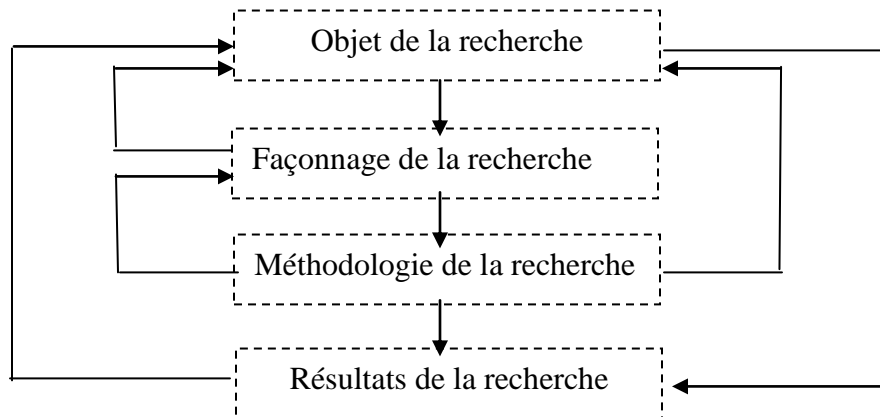 Objet de la recherche
Façonnage de la recherche
Méthodologie de la recherche
Résultats de la recherche